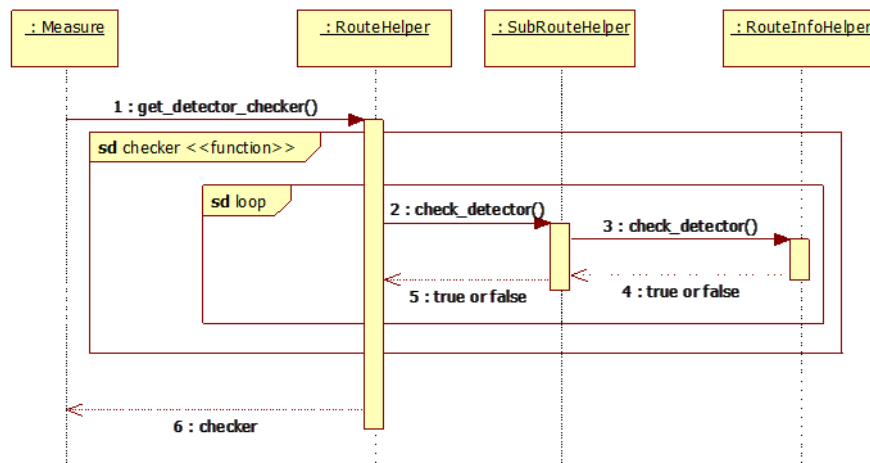 : Measure
: RouteHelper
: SubRouteHelper
: RouteInfoHelper
1 : get_detector_checker()
sd checker <<function>>
sd loop
2 : check_detector()
3 : check_detector()
4 : true or false
5 : true or false
6 : checker